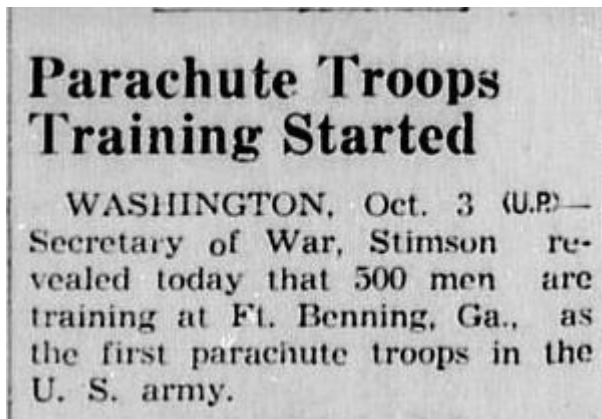 Parachute Troops
Training Started
WASHINGTON, Oct. 3 (U.P.)—
Secretary of War, Stimson re-
vealed today that 500 men are
training at Ft. Benning, Ga., as
the first parachute troops in the
U. S. army.